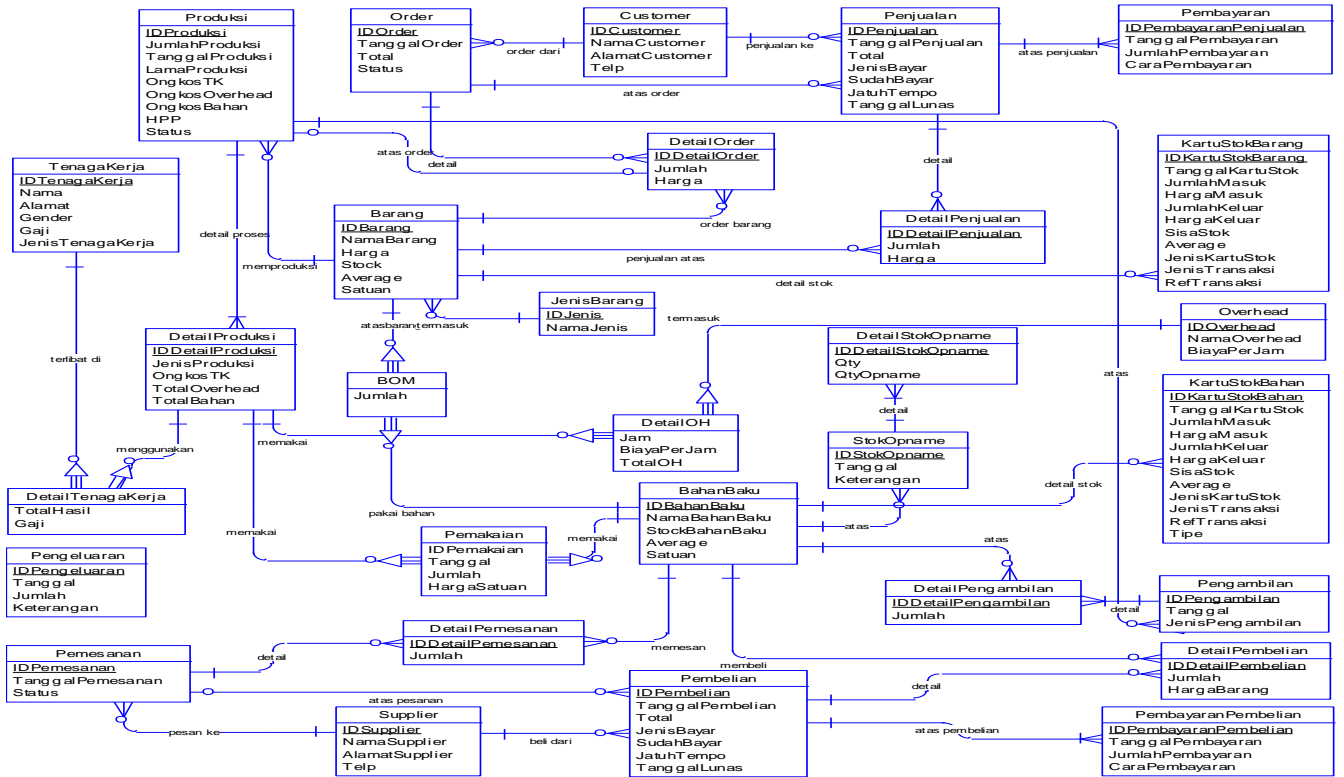 Produksi
IDProduksi
JumlahProduksi
TanggalProduksi
LamaProduksi
OngkosTK
OngkosOverhead
OngkosBahan
HPP
Status
Order
IDOrder
TanggalOrder
Total
Status
order dari
Customer
IDCustomer
NamaCustomer
AlamatCustomer
Telp
penjualan ke
Penjualan
IDPenjualan
TanggalPenjualan
Total
JenisBayar
SudahBayar
JatuhTempo
TanggalLunas
atas penjualan
Pembayaran
IDPembayaranPenjualan
TanggalPembayaran
JumlahPembayaran
CaraPembayaran
atas order
atas order
detail
DetailOrder
IDDetailOrder
Jumlah
Harga
detail
KartuStokBarang
IDKartuStokBarang
TanggalKartuStok
JumlahMasuk
HargaMasuk
JumlahKeluar
HargaKeluar
SisaStok
Average
JenisKartuStok
JenisTransaksi
RefTransaksi
TenagaKerja
IDTenagaKerja
Nama
Alamat
Gender
Gaji
JenisTenagaKerja
detail proses
memproduksi
Barang
IDBarang
NamaBarang
Harga
Stock
Average
Satuan
order barang
penjualan atas
detail stok
DetailPenjualan
IDDetailPenjualan
Jumlah
Harga
JenisBarang
IDJenis
NamaJenis
atasbarang
termasuk
termasuk
Overhead
IDOverhead
NamaOverhead
BiayaPerJam
terlibat di
DetailProduksi
IDDetailProduksi
JenisProduksi
OngkosTK
TotalOverhead
TotalBahan
BOM
Jumlah
DetailStokOpname
IDDetailStokOpname
Qty
QtyOpname
detail
atas
KartuStokBahan
IDKartuStokBahan
TanggalKartuStok
JumlahMasuk
HargaMasuk
JumlahKeluar
HargaKeluar
SisaStok
Average
JenisKartuStok
JenisTransaksi
RefTransaksi
Tipe
menggunakan
memakai
DetailOH
Jam
BiayaPerJam
TotalOH
StokOpname
IDStokOpname
Tanggal
Keterangan
detail stok
DetailTenagaKerja
TotalHasil
Gaji
memakai
pakai bahan
BahanBaku
IDBahanBaku
NamaBahanBaku
StockBahanBaku
Average
Satuan
atas
atas
Pemakaian
IDPemakaian
Tanggal
Jumlah
HargaSatuan
memakai
Pengeluaran
IDPengeluaran
Tanggal
Jumlah
Keterangan
DetailPengambilan
IDDetailPengambilan
Jumlah
detail
Pengambilan
IDPengambilan
Tanggal
JenisPengambilan
DetailPemesanan
IDDetailPemesanan
Jumlah
detail
memesan
membeli
Pemesanan
IDPemesanan
TanggalPemesanan
Status
atas pesanan
pesan ke
Supplier
IDSupplier
NamaSupplier
AlamatSupplier
Telp
beli dari
Pembelian
IDPembelian
TanggalPembelian
Total
JenisBayar
SudahBayar
JatuhTempo
TanggalLunas
detail
atas pembelian
DetailPembelian
IDDetailPembelian
Jumlah
HargaBarang
PembayaranPembelian
IDPembayaranPembelian
TanggalPembayaran
JumlahPembayaran
CaraPembayaran